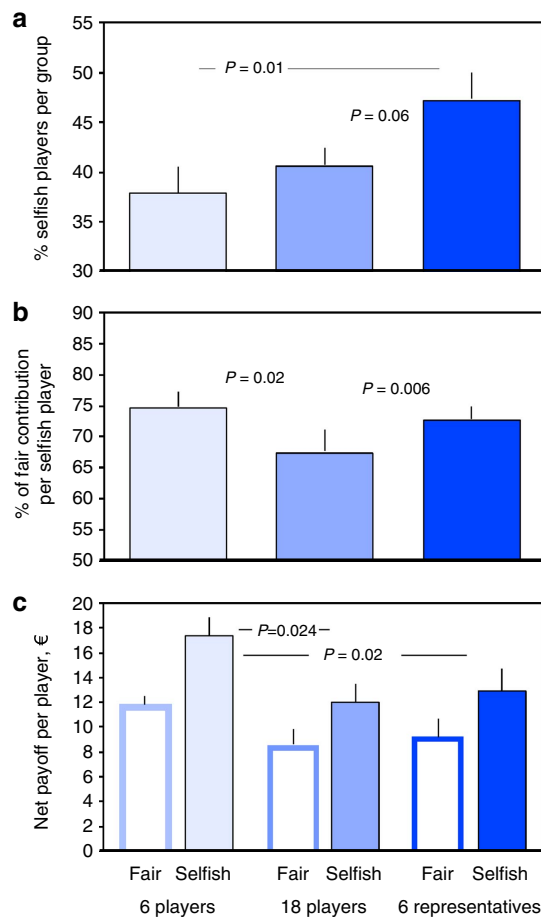 a
% selfish players per group
55
50
45
40
35
30
P = 0.01
P = 0.06
b
% of fair contribution
per selfish player
90
85
80
75
70
65
60
55
50
P = 0.02
P = 0.006
c
Net payoff per player, €
20
18
16
14
12
10
8
6
4
2
0
P=0.024
P = 0.02
Fair Selfish Fair Selfish Fair Selfish
6 players 18 players 6 representatives